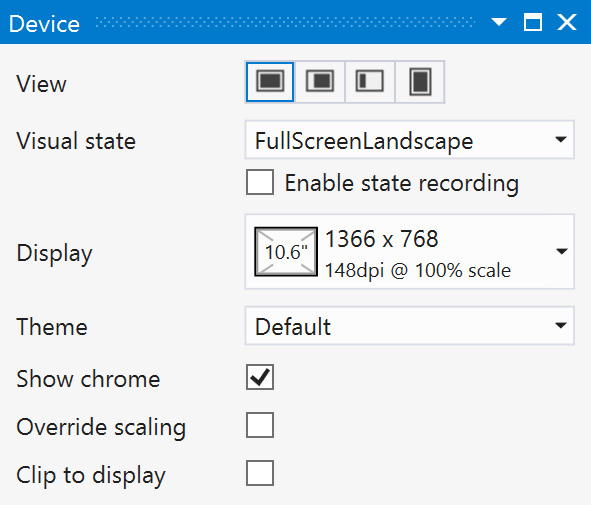 Device
View
Visual state FullScreenLandscape
Enable state recording
Display 10.6" 1366 x 768
148dpi @ 100% scale
Theme Default
Show chrome
Override scaling
Clip to display